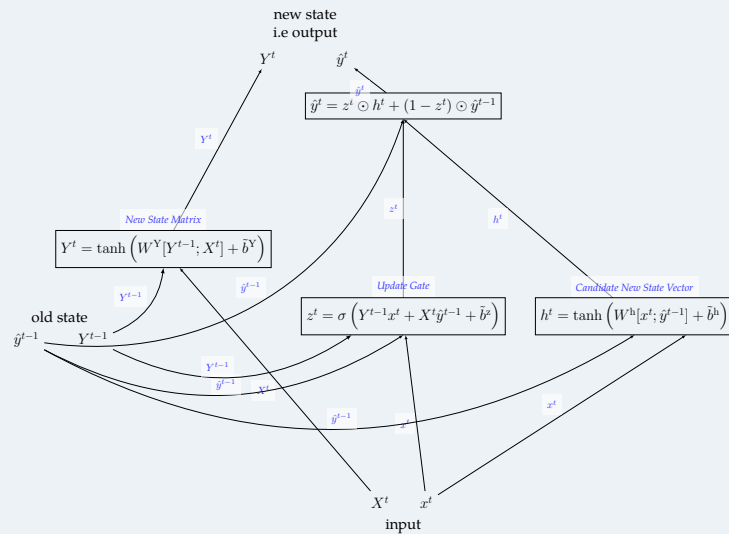 new state
i.e output
Y^t
ŷ^t
ŷ^t
ŷ^t = z^t ⊙ h^t + (1 − z^t) ⊙ ŷ^{t−1}
Y^t
z^t
h^t
New State Matrix
Y^t = tanh (W^Y[Y^{t−1}; X^t] + b̃^Y)
Y^{t−1}
ŷ^{t−1}
Update Gate
Candidate New State Vector
old state
z^t = σ (Y^{t−1}x^t + X^tŷ^{t−1} + b̃^z)
h^t = tanh (W^h[x^t; ŷ^{t−1}] + b̃^h)
ŷ^{t−1}
Y^{t−1}
Y^{t−1}
ŷ^{t−1}
X^t
x^t
ŷ^{t−1}
x^t
X^t
x^t
input